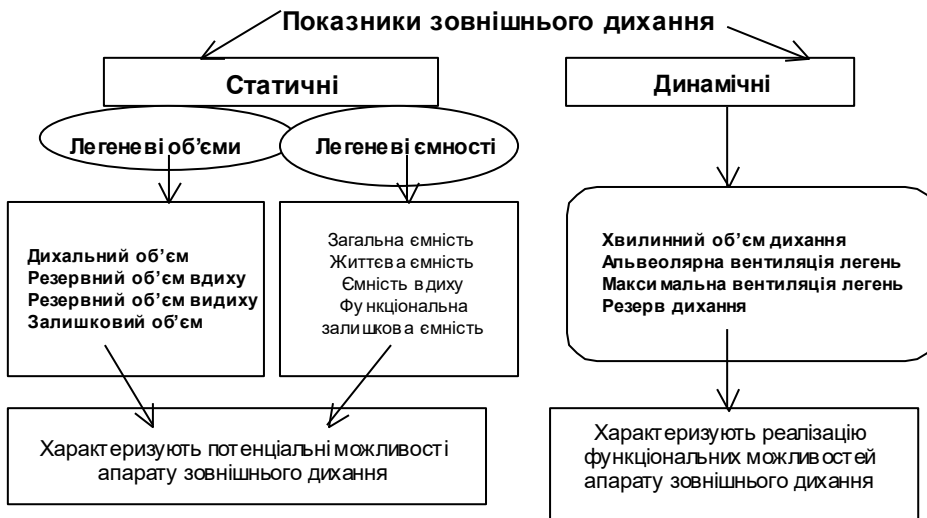 Показники зовнішнього дихання
Статичні
Динамічні
Легеневі об’єми
Легеневі ємності
Дихальний об’єм
Резервний об’єм вдиху
Резервний об’єм видиху
Залишковий об’єм
Загальна ємність
Життєва ємність
Ємність вдиху
Функціональна
залишкова ємність
Хвилинний об’єм дихання
Альвеолярна вентиляція легень
Максимальна вентиляція легень
Резерв дихання
Характеризують потенціальні можливості
апарату зовнішнього дихання
Характеризують реалізацію
функціональних можливостей
апарату зовнішнього дихання